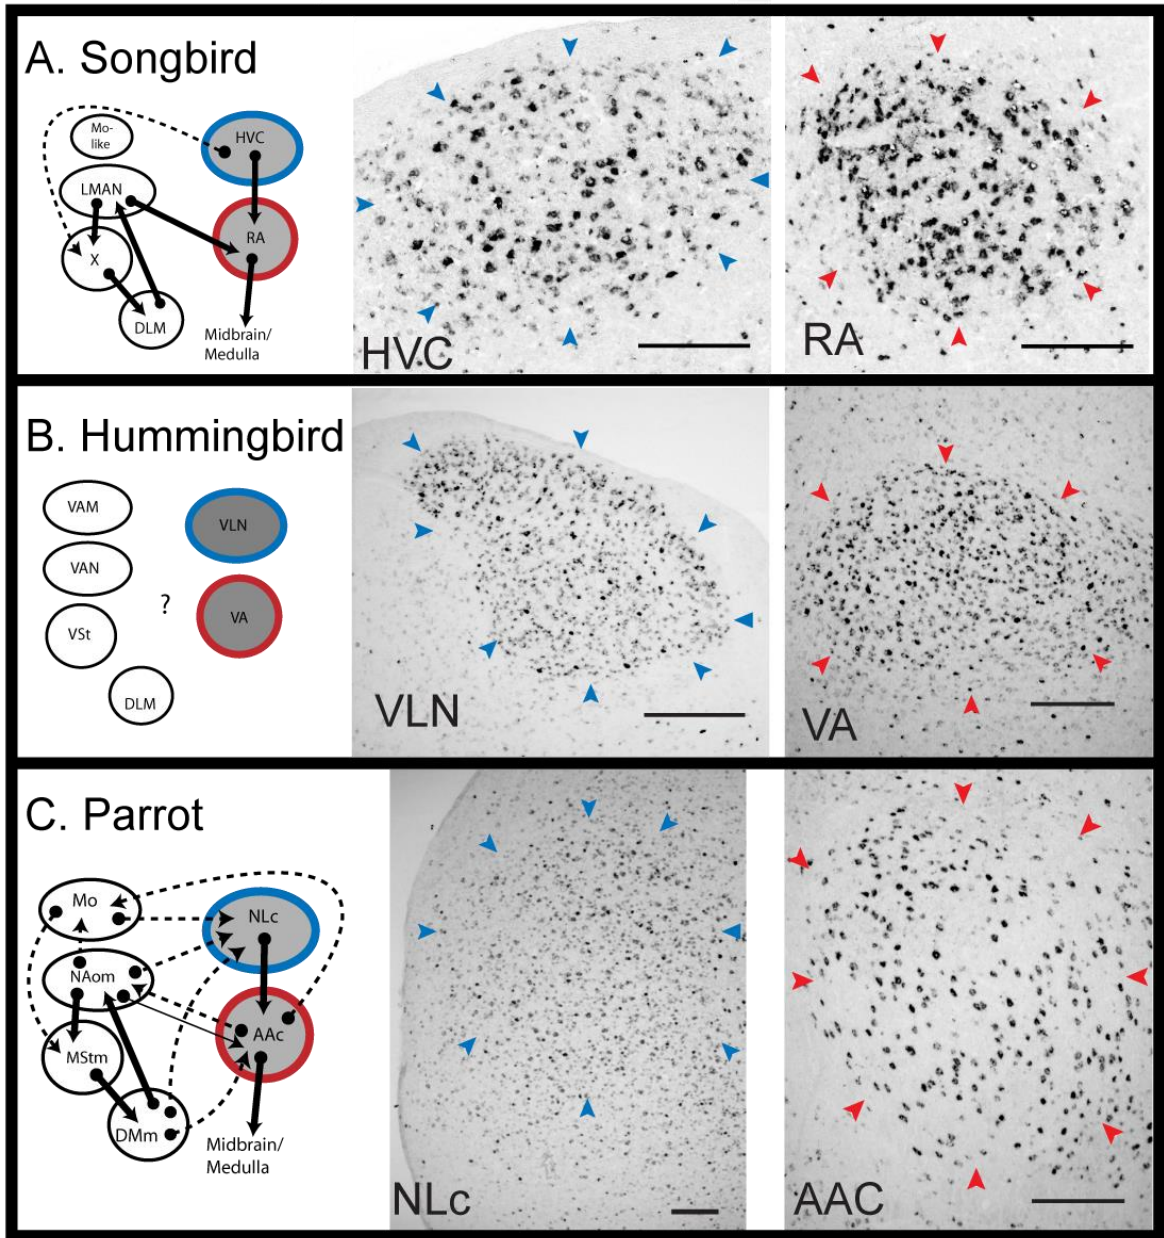 A. Songbird
Mo-
like
HVC
LMAN
RA
X
DLM
Midbrain/
Medulla
HVC
RA
B. Hummingbird
VAM
VLN
VAN
?
VA
VSt
DLM
VLN
VA
C. Parrot
Mo
NLc
NAom
AAc
MStm
DMm
Midbrain/
Medulla
NLc
AAC